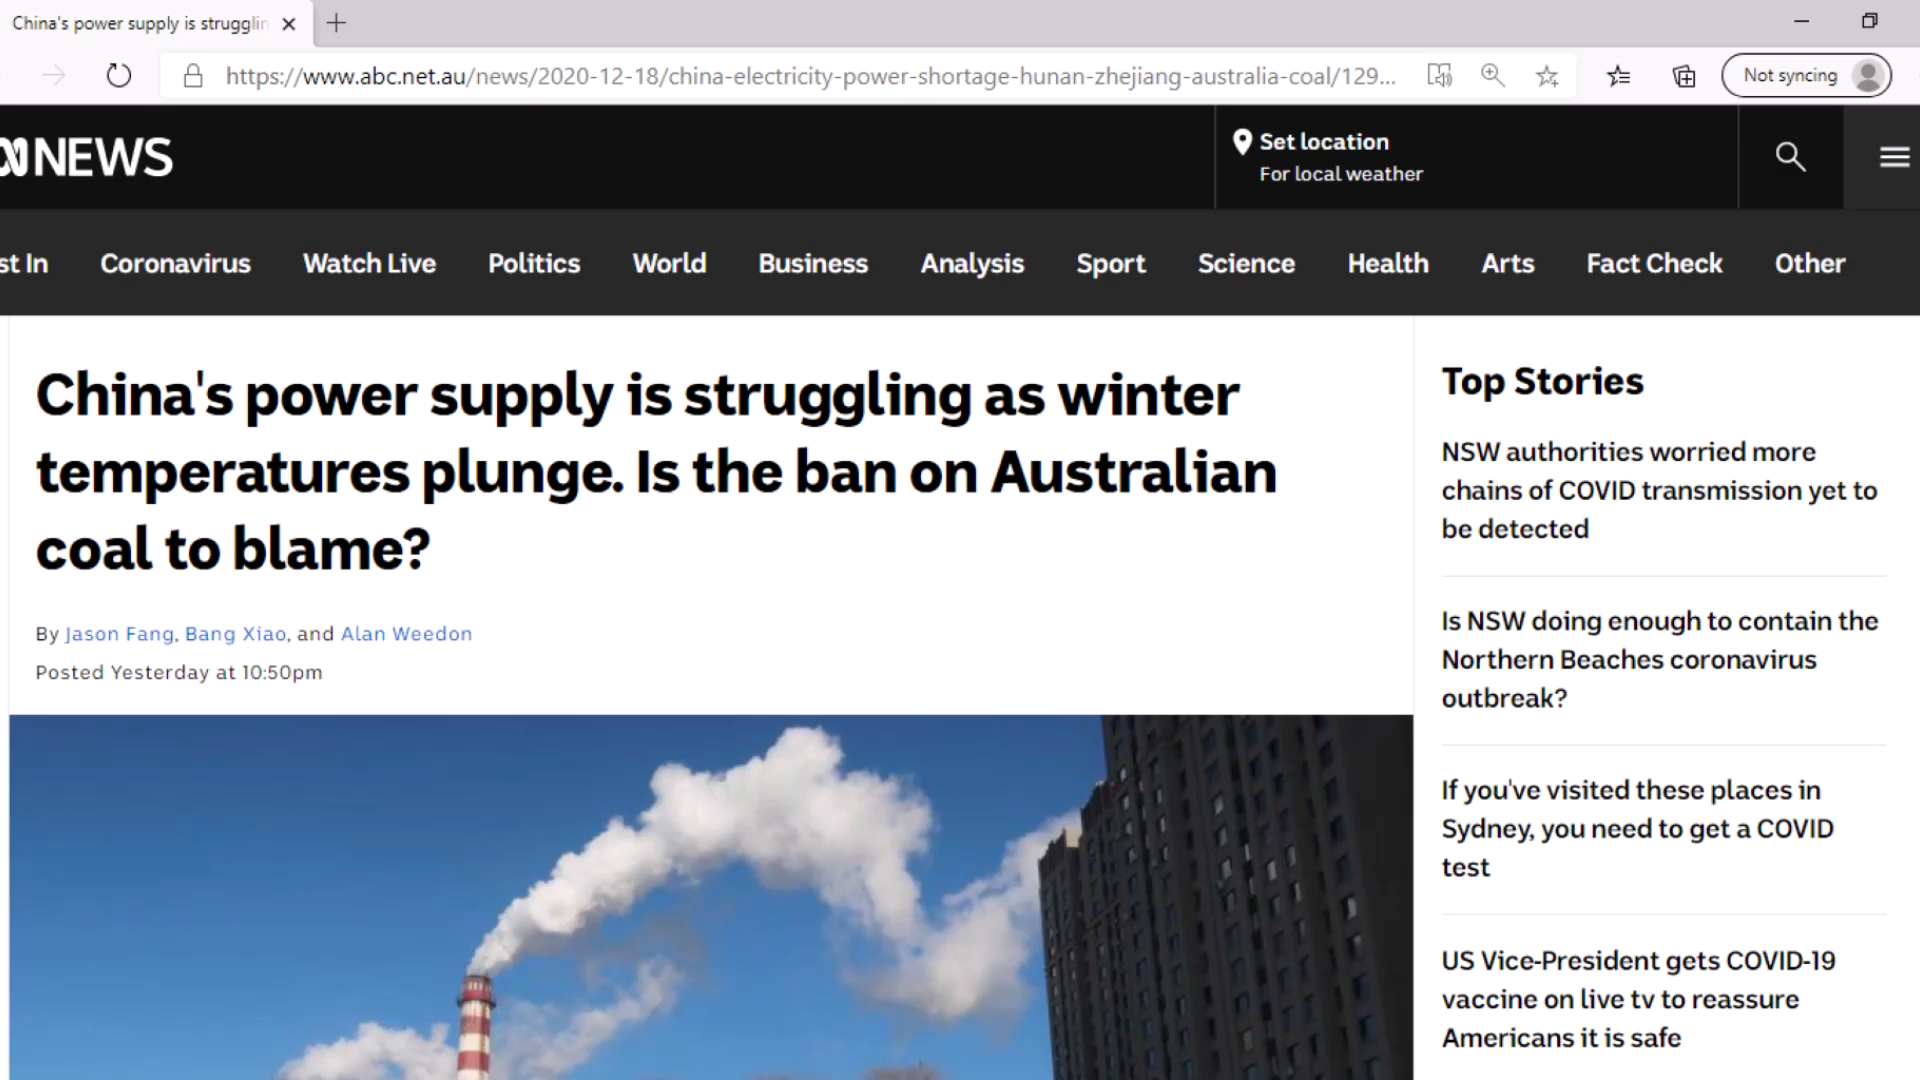 China's power supply is strugglin
https://www.abc.net.au/news/2020-12-18/china-electricity-power-shortage-hunan-zhejiang-australia-coal/129...
Not syncing
NEWS
Set location
For local weather
st In
Coronavirus
Watch Live
Politics
World
Business
Analysis
Sport
Science
Health
Arts
Fact Check
Other
China's power supply is struggling as winter
temperatures plunge. Is the ban on Australian
coal to blame?
By Jason Fang, Bang Xiao, and Alan Weedon
Posted Yesterday at 10:50pm
Top Stories
NSW authorities worried more
chains of COVID transmission yet to
be detected
Is NSW doing enough to contain the
Northern Beaches coronavirus
outbreak?
If you've visited these places in
Sydney, you need to get a COVID
test
US Vice-President gets COVID-19
vaccine on live tv to reassure
Americans it is safe